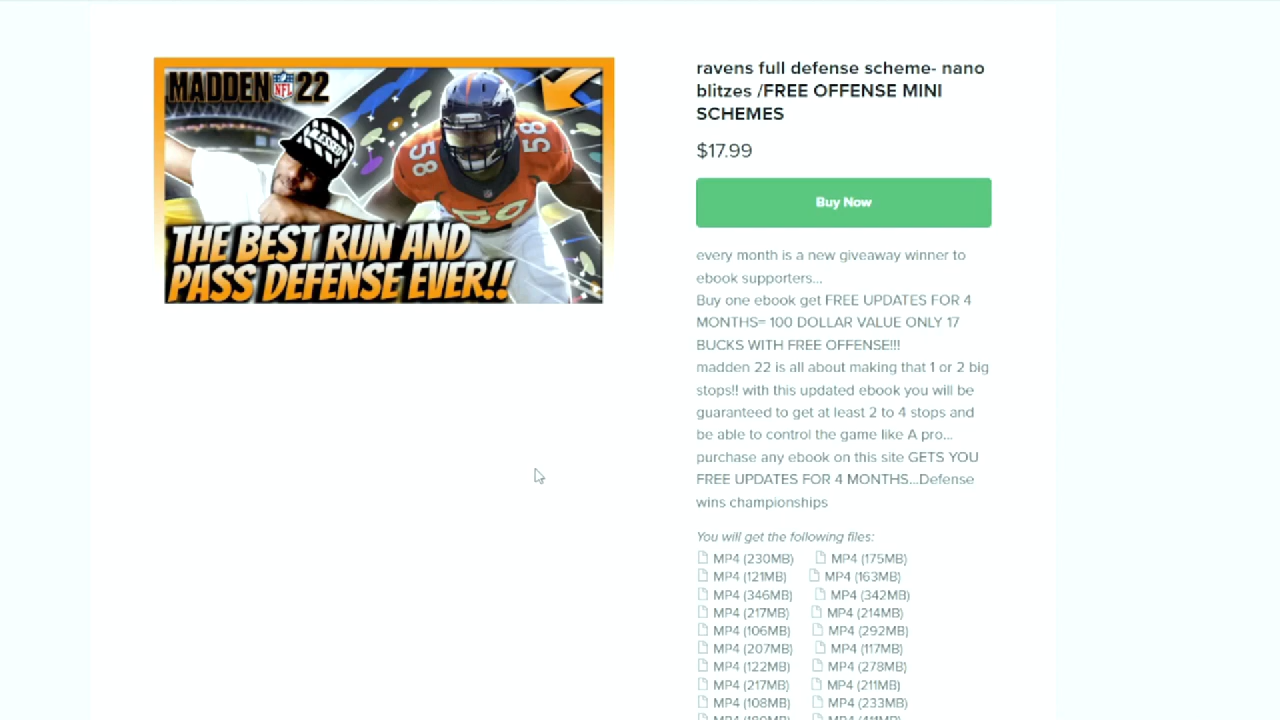 MADDEN NFL 22
BLESSED
58
58
58
THE BEST RUN AND
PASS DEFENSE EVER!!
ravens full defense scheme- nano
blitzes /FREE OFFENSE MINI
SCHEMES
$17.99
Buy Now
every month is a new giveaway winner to
ebook supporters...
Buy one ebook get FREE UPDATES FOR 4
MONTHS= 100 DOLLAR VALUE ONLY 17
BUCKS WITH FREE OFFENSE!!!
madden 22 is all about making that 1 or 2 big
stops!! with this updated ebook you will be
guaranteed to get at least 2 to 4 stops and
be able to control the game like A pro...
purchase any ebook on this site GETS YOU
FREE UPDATES FOR 4 MONTHS...Defense
wins championships
You will get the following files:
MP4 (230MB) MP4 (175MB)
MP4 (121MB) MP4 (163MB)
MP4 (346MB) MP4 (342MB)
MP4 (217MB) MP4 (214MB)
MP4 (106MB) MP4 (292MB)
MP4 (207MB) MP4 (117MB)
MP4 (122MB) MP4 (278MB)
MP4 (217MB) MP4 (211MB)
MP4 (108MB) MP4 (233MB)